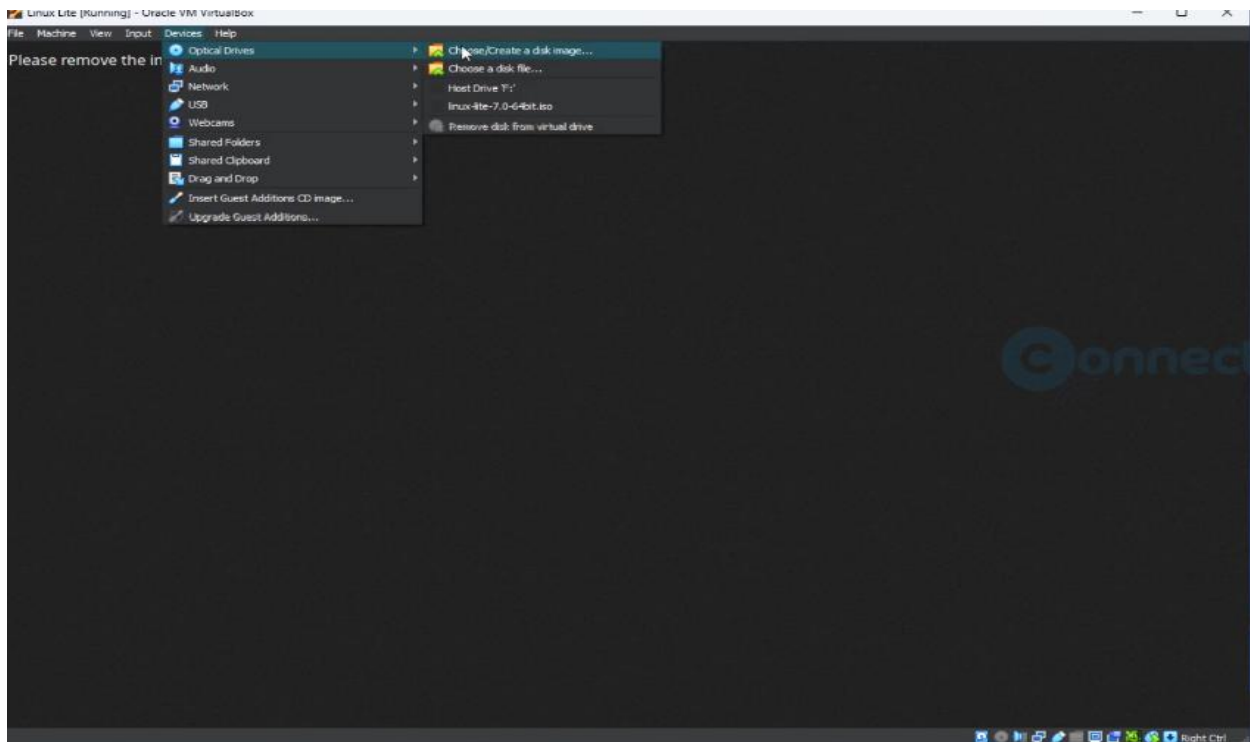 Linux Lite [Running] - Oracle VM VirtualBox
File Machine View Input Devices Help
Please remove the in
Optical Drives
Audio
Network
USB
Webcams
Shared Folders
Shared Clipboard
Drag and Drop
Insert Guest Additions CD image...
Upgrade Guest Additions...
Choose/Create a disk image...
Choose a disk file...
Host Drive 'F:'
linux-lite-7.0-64bit.iso
Remove disk from virtual drive
Connect
Right Ctrl